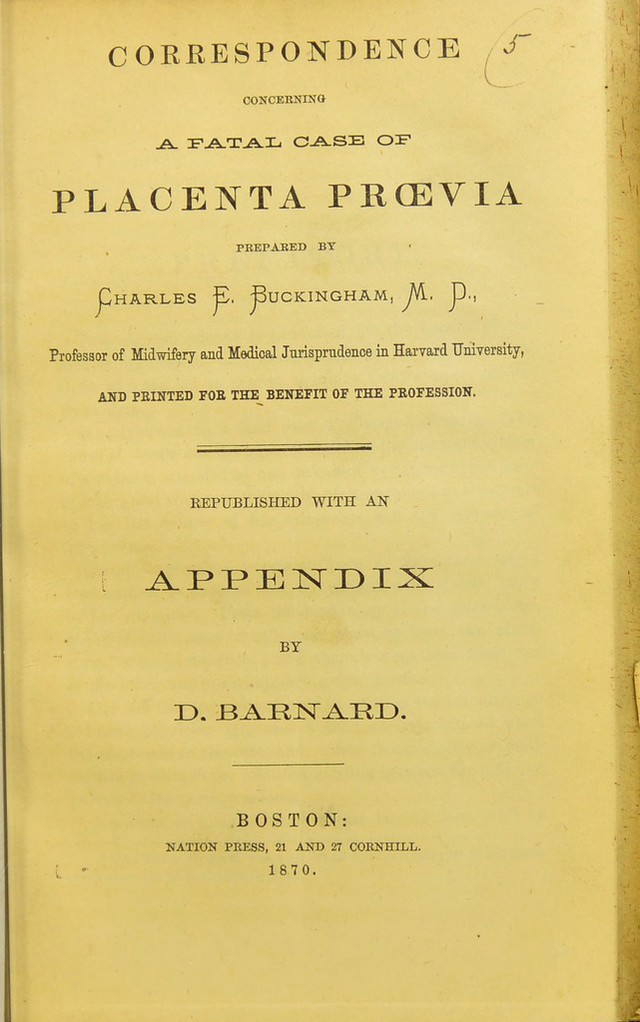 CORRESPONDENCE
5
CONCERNING
A FATAL CASE OF
PLACENTA PRŒVIA
PREPARED BY
CHARLES E. BUCKINGHAM, M. D.,
Professor of Midwifery and Medical Jurisprudence in Harvard University,
AND PRINTED FOR THE BENEFIT OF THE PROFESSION.
REPUBLISHED WITH AN
APPENDIX
BY
D. BARNARD.
BOSTON:
NATION PRESS, 21 AND 27 CORNHILL.
1870.